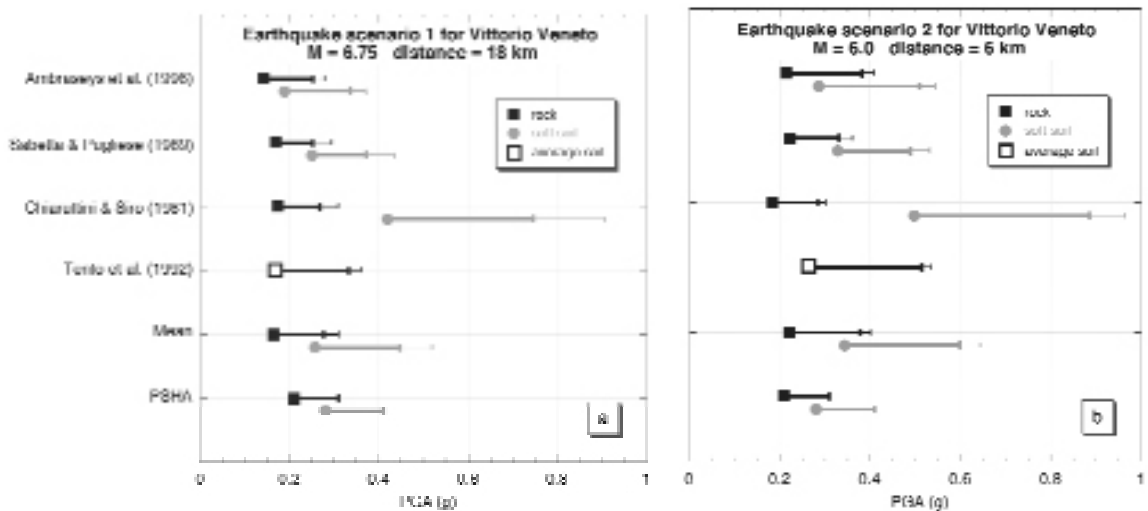 Earthquake scenario 1 for Vittorio Veneto
M = 6.75 distance = 18 km
Ambraseys et al. (1996)
Sabetta & Pugliese (1989)
Chiaruttini & Siro (1981)
Tento et al. (1992)
Mean
PSHA
rock
soft soil
average soil
a
0 0.2 0.4 0.6 0.8 1
PGA (g)
Earthquake scenario 2 for Vittorio Veneto
M = 6.0 distance = 6 km
rock
soft soil
average soil
b
0 0.2 0.4 0.6 0.8 1
PGA (g)